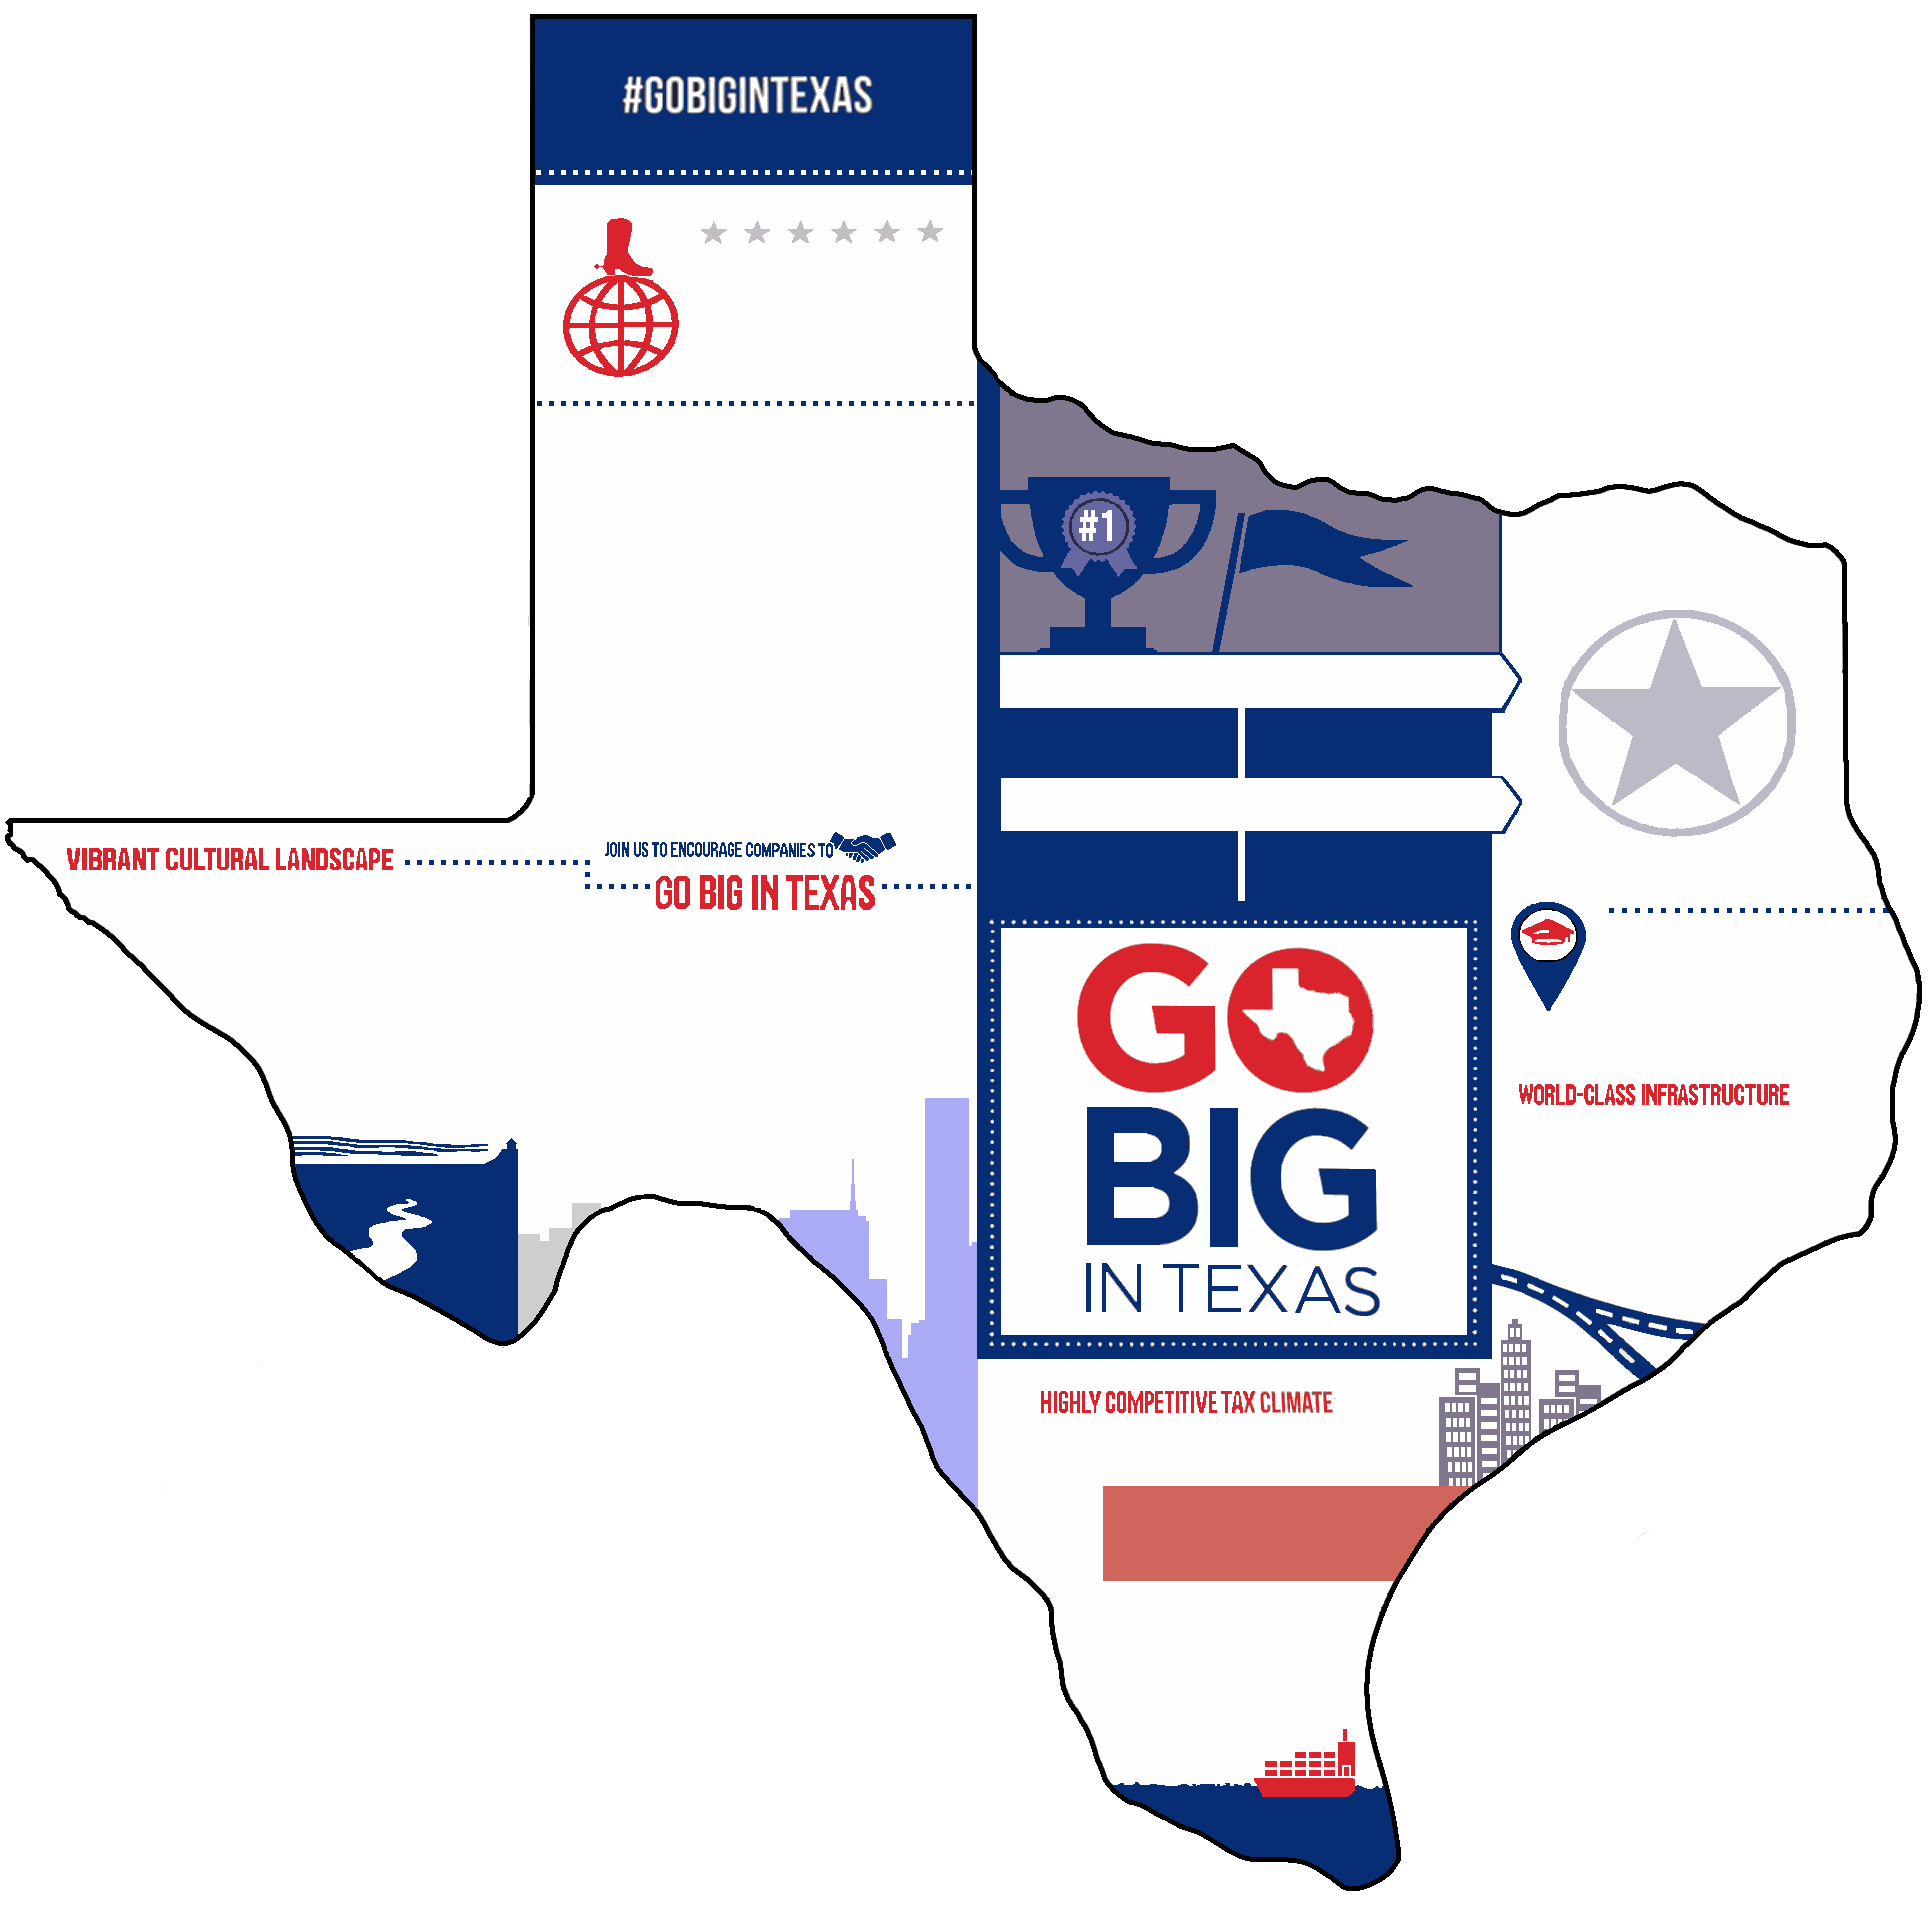 #GOBIGINTEXAS
#1
VIBRANT CULTURAL LANDSCAPE
JOIN US TO ENCOURAGE COMPANIES TO
GO BIG IN TEXAS
GO
BIG
IN TEXAS
WORLD-CLASS INFRASTRUCTURE
HIGHLY COMPETITIVE TAX CLIMATE